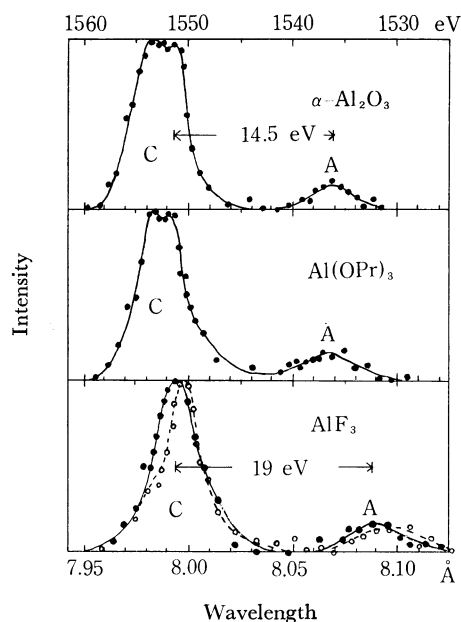 1560 1550 1540 1530 eV
α-Al₂O₃
C
14.5 eV
A
Al(OPr)₃
C
A
Intensity
AlF₃
19 eV
C
A
7.95 8.00 8.05 8.10 Å
Wavelength